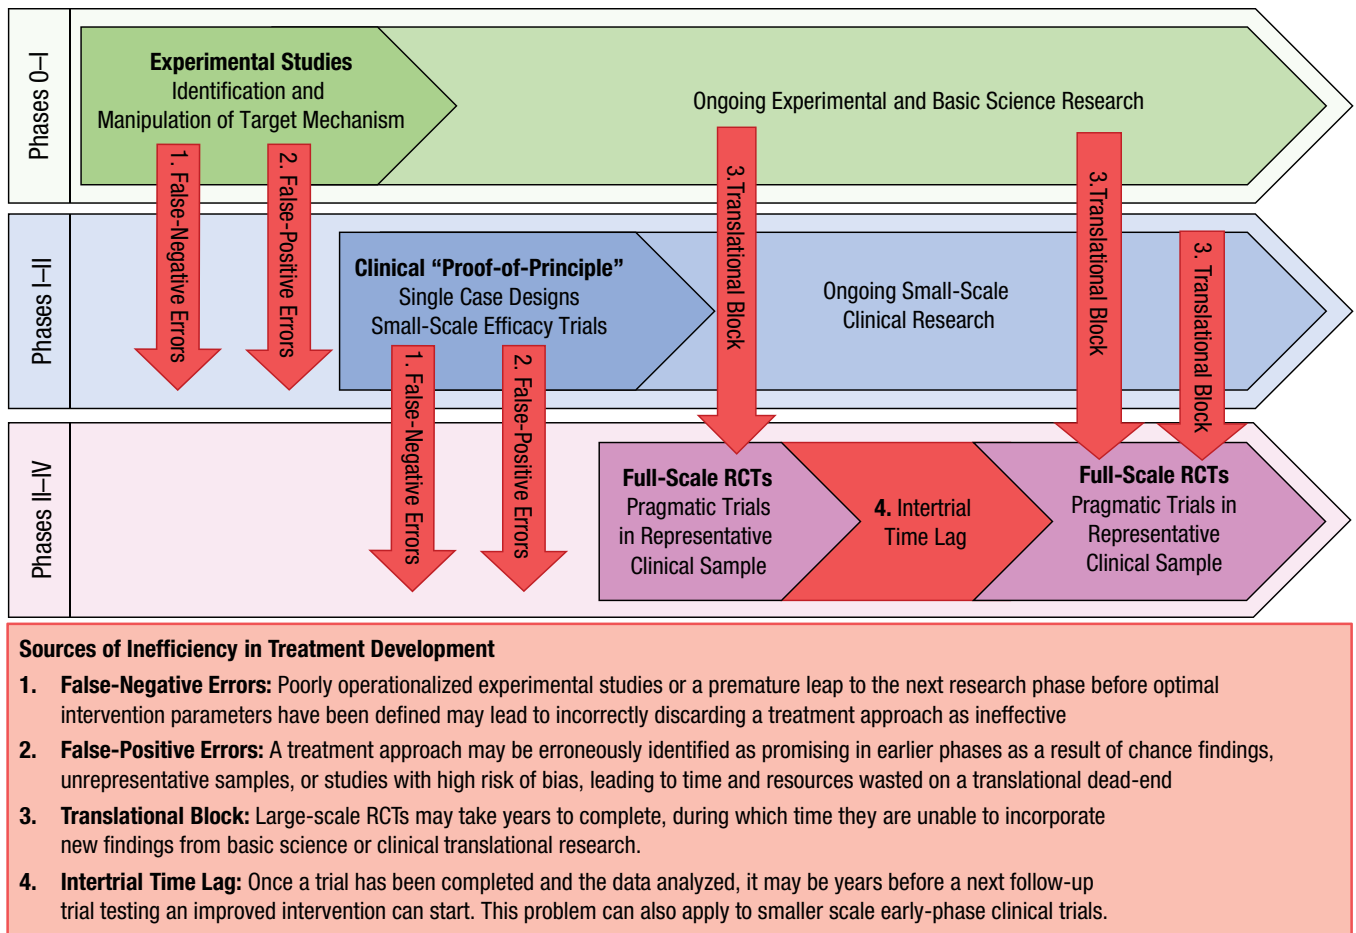 Phases 0–I
Experimental Studies
Identification and
Manipulation of Target Mechanism
Ongoing Experimental and Basic Science Research
1. False-Negative Errors
2. False-Positive Errors
3.Translational Block
3.Translational Block
3. Translational Block
Phases I–II
Clinical “Proof-of-Principle”
Single Case Designs
Small-Scale Efficacy Trials
Ongoing Small-Scale
Clinical Research
1. False-Negative Errors
2. False-Positive Errors
Phases II–IV
Full-Scale RCTs
Pragmatic Trials
in Representative
Clinical Sample
4. Intertrial
Time Lag
Full-Scale RCTs
Pragmatic Trials in
Representative
Clinical Sample
Sources of Inefficiency in Treatment Development
1. False-Negative Errors: Poorly operationalized experimental studies or a premature leap to the next research phase before optimal
intervention parameters have been defined may lead to incorrectly discarding a treatment approach as ineffective
2. False-Positive Errors: A treatment approach may be erroneously identified as promising in earlier phases as a result of chance findings,
unrepresentative samples, or studies with high risk of bias, leading to time and resources wasted on a translational dead-end
3. Translational Block: Large-scale RCTs may take years to complete, during which time they are unable to incorporate
new findings from basic science or clinical translational research.
4. Intertrial Time Lag: Once a trial has been completed and the data analyzed, it may be years before a next follow-up
trial testing an improved intervention can start. This problem can also apply to smaller scale early-phase clinical trials.